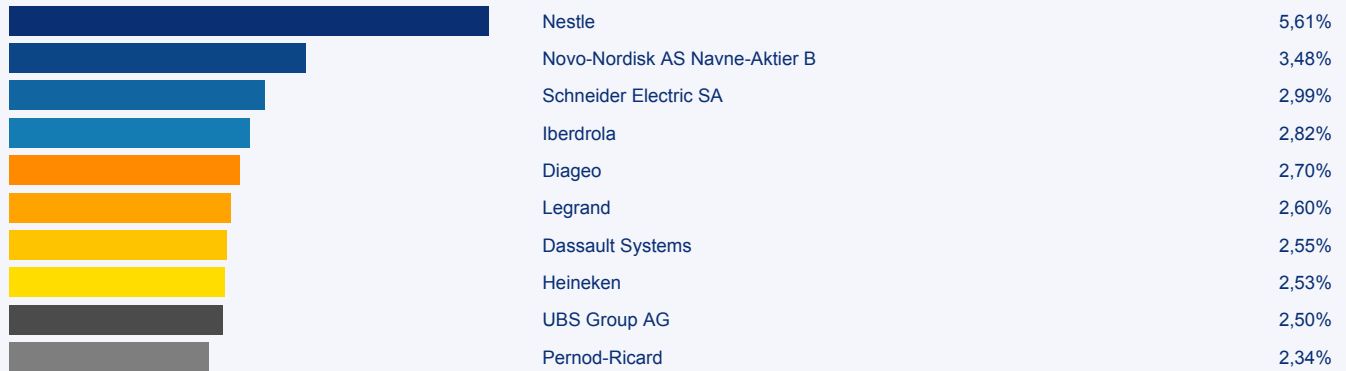 Nestle 5,61%
Novo-Nordisk AS Navne-Aktier B 3,48%
Schneider Electric SA 2,99%
Iberdrola 2,82%
Diageo 2,70%
Legrand 2,60%
Dassault Systems 2,55%
Heineken 2,53%
UBS Group AG 2,50%
Pernod-Ricard 2,34%